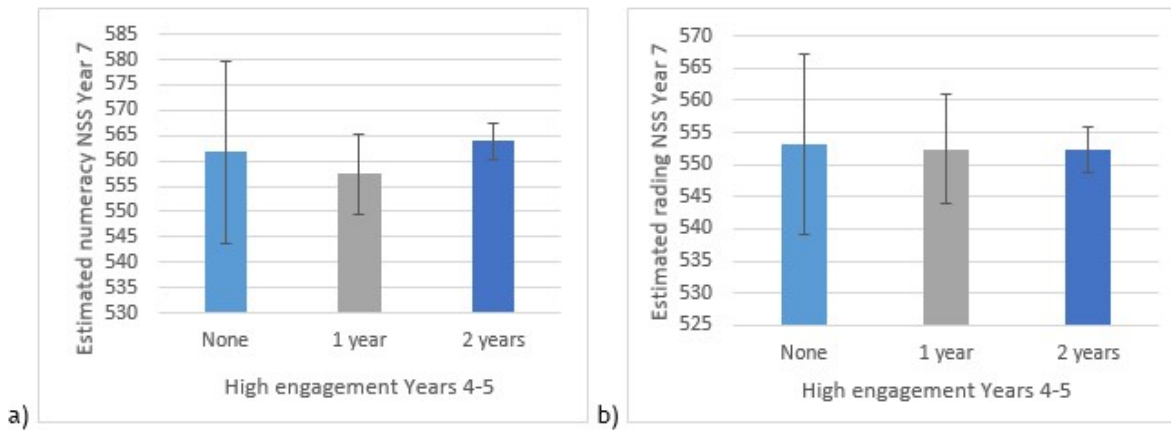 Estimated numeracy NSS Year 7
585
580
575
570
565
560
555
550
545
540
535
530
None 1 year 2 years
High engagement Years 4-5
a)
Estimated rading NSS Year 7
570
565
560
555
550
545
540
535
530
525
None 1 year 2 years
High engagement Years 4-5
b)